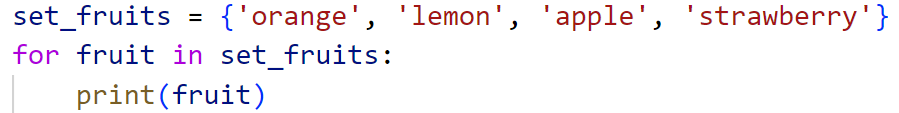 set_fruits = {'orange', 'lemon', 'apple', 'strawberry'}
for fruit in set_fruits:
    print(fruit)